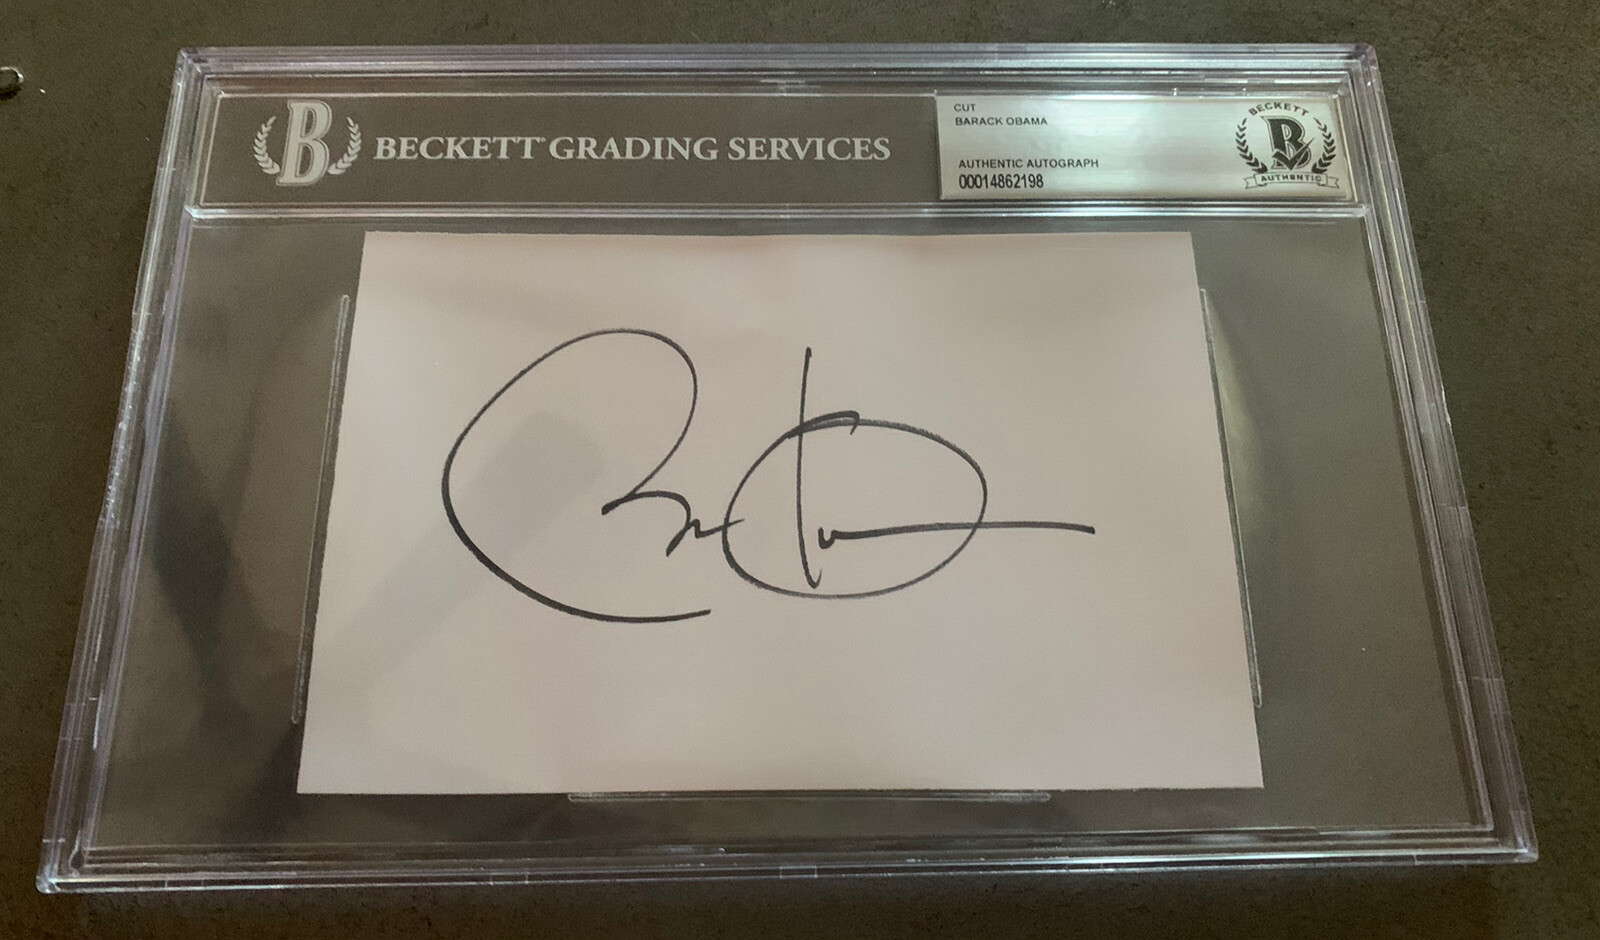 B
BECKETT GRADING SERVICES
CUT
BARACK OBAMA
AUTHENTIC AUTOGRAPH
00014862198
BECKETT
B
AUTHENTIC